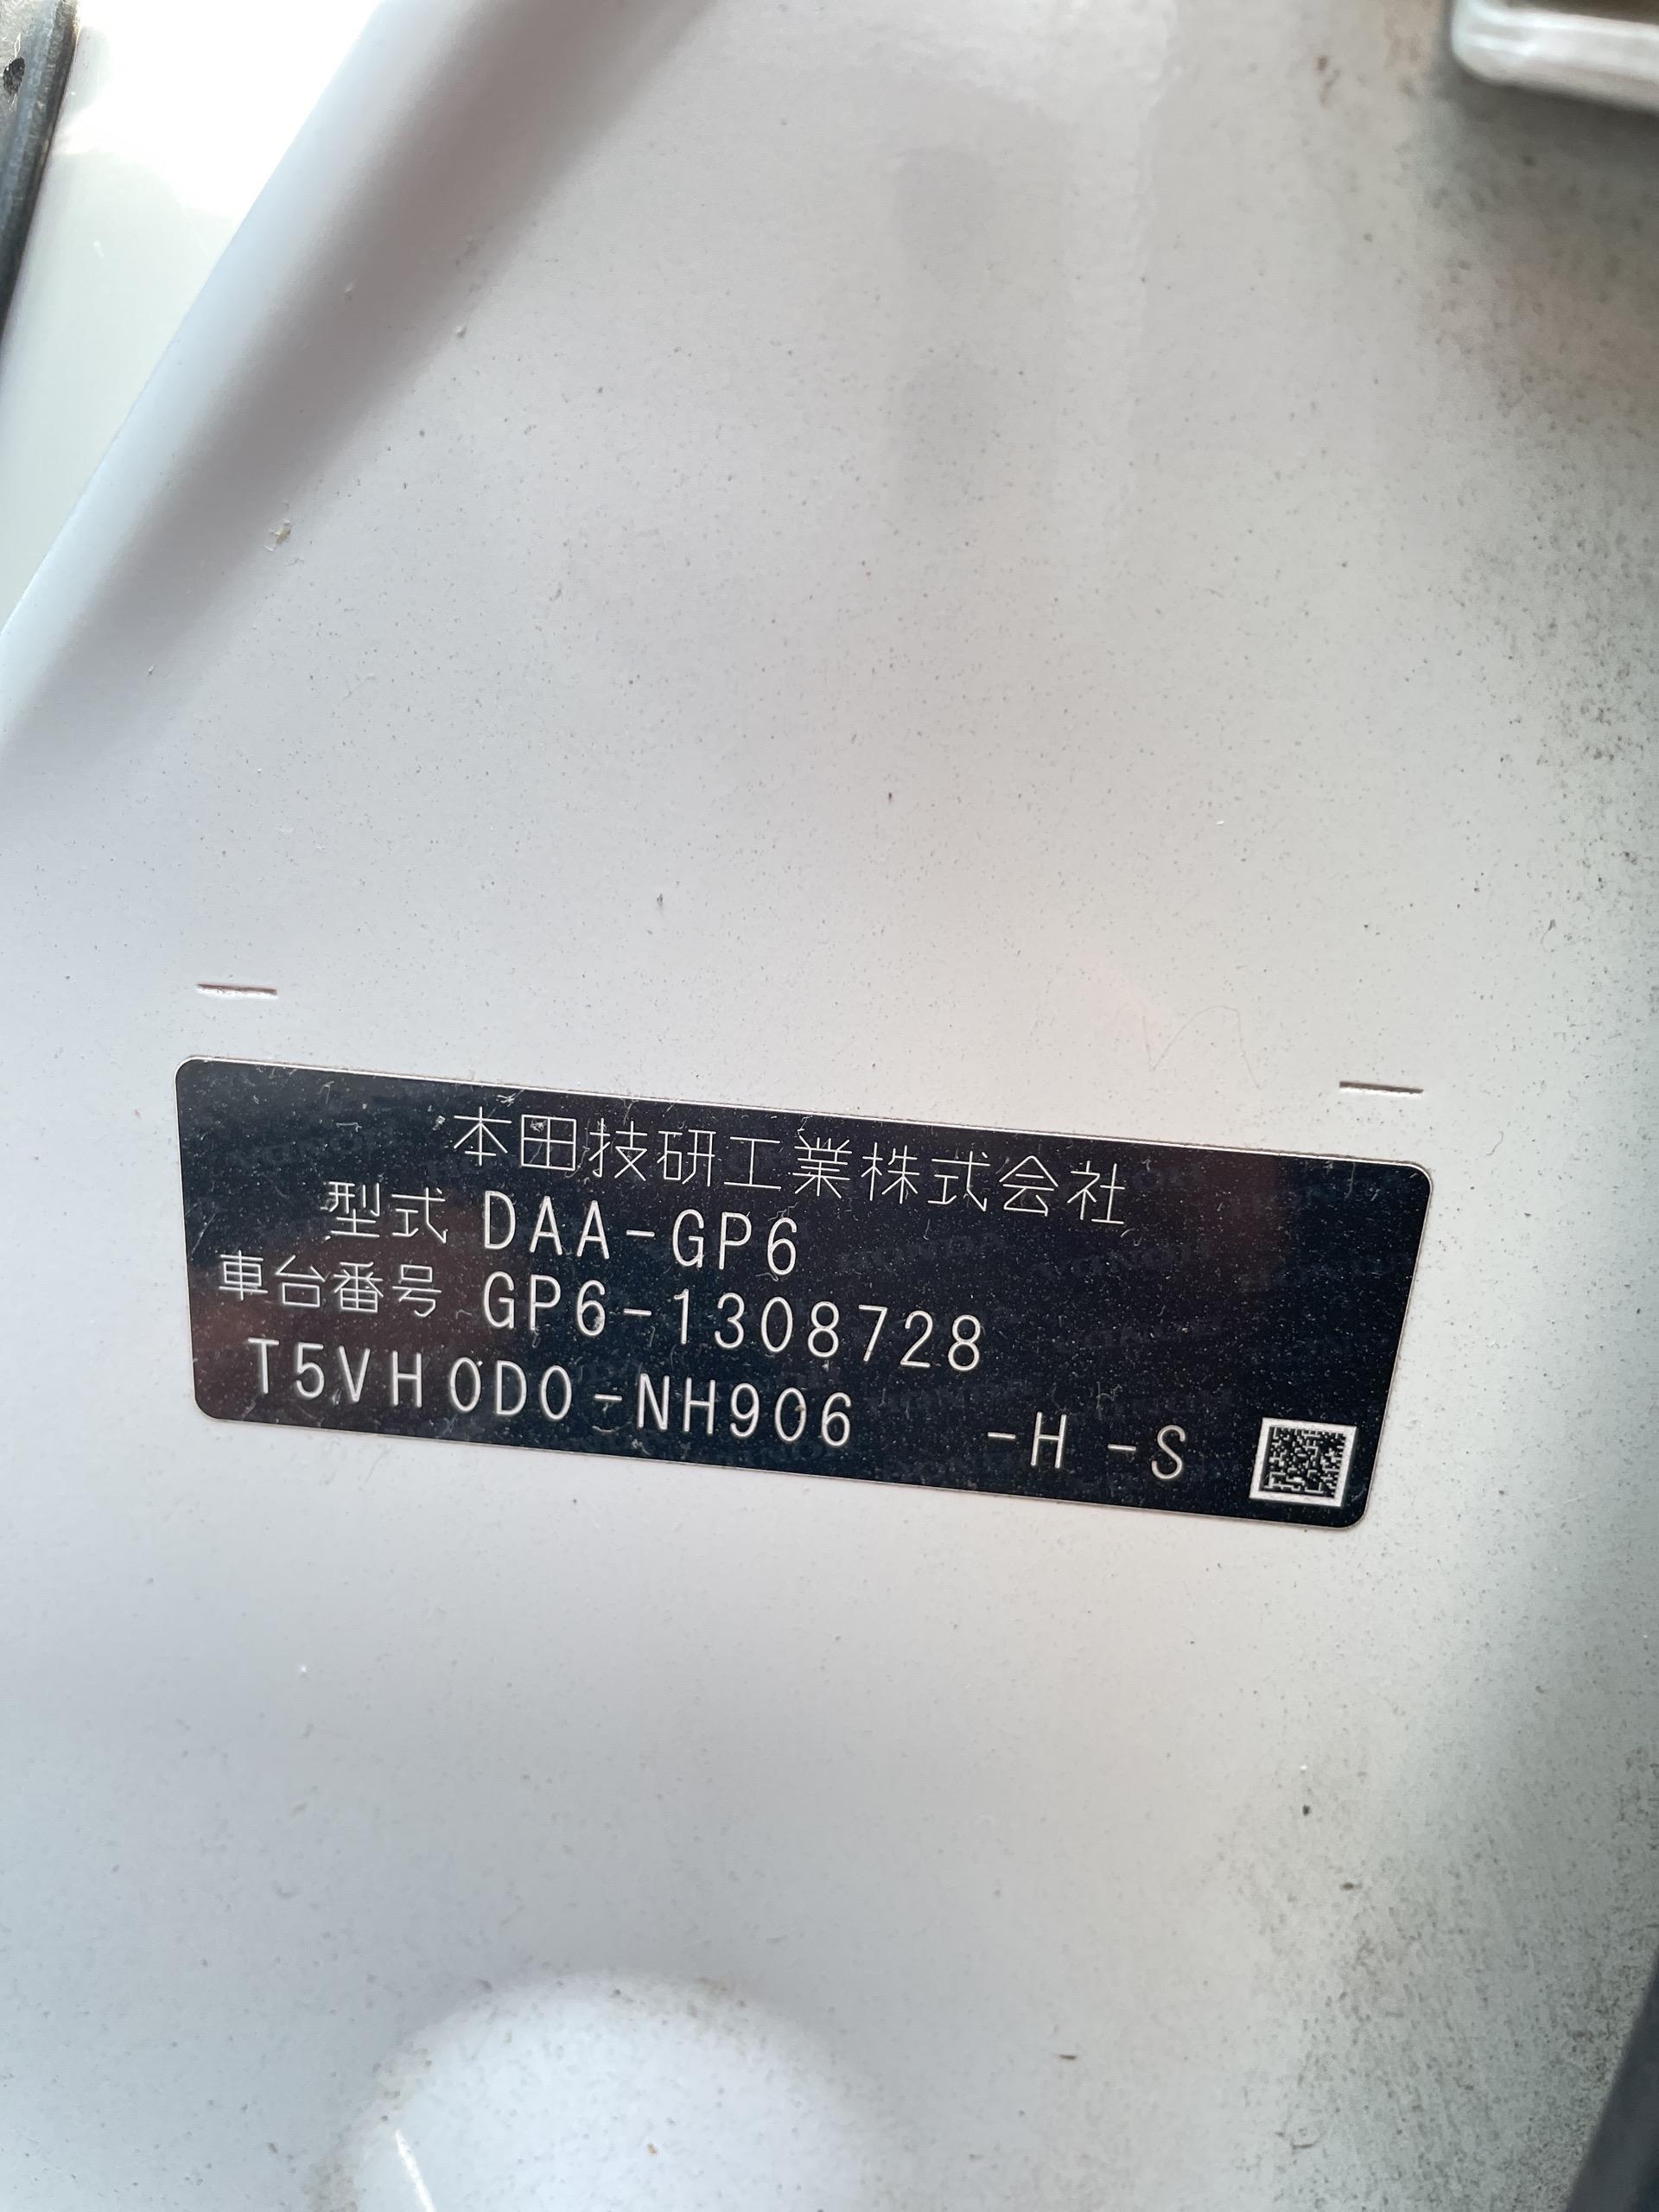 本田技研工業株式会社
型式 DAA-GP6
車台番号 GP6-1308728
T5VH0D0-NH906 -H -S